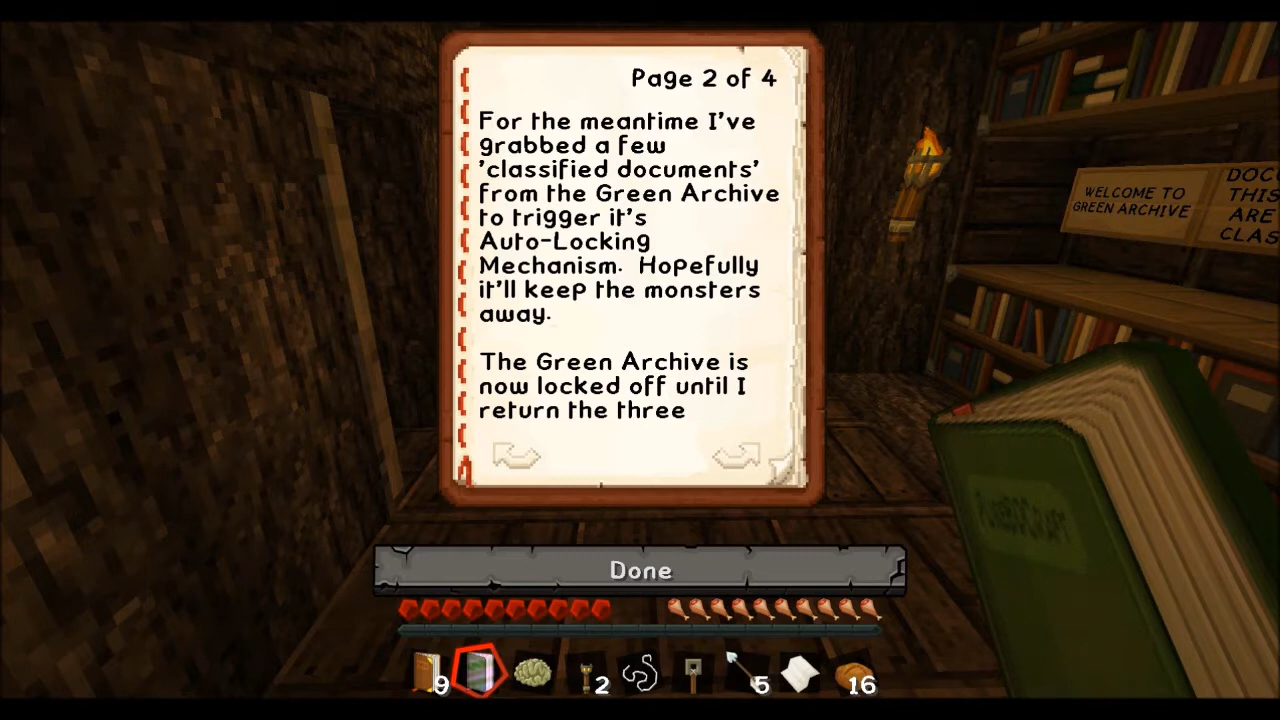 Page 2 of 4
For the meantime I've
grabbed a few
'classified documents'
from the Green Archive
to trigger it's
Auto-Locking
Mechanism. Hopefully
it'll keep the monsters
away.
The Green Archive is
now locked off until I
return the three
WELCOME TO
GREEN ARCHIVE
THIS
ARE
Done
9
2
5
16